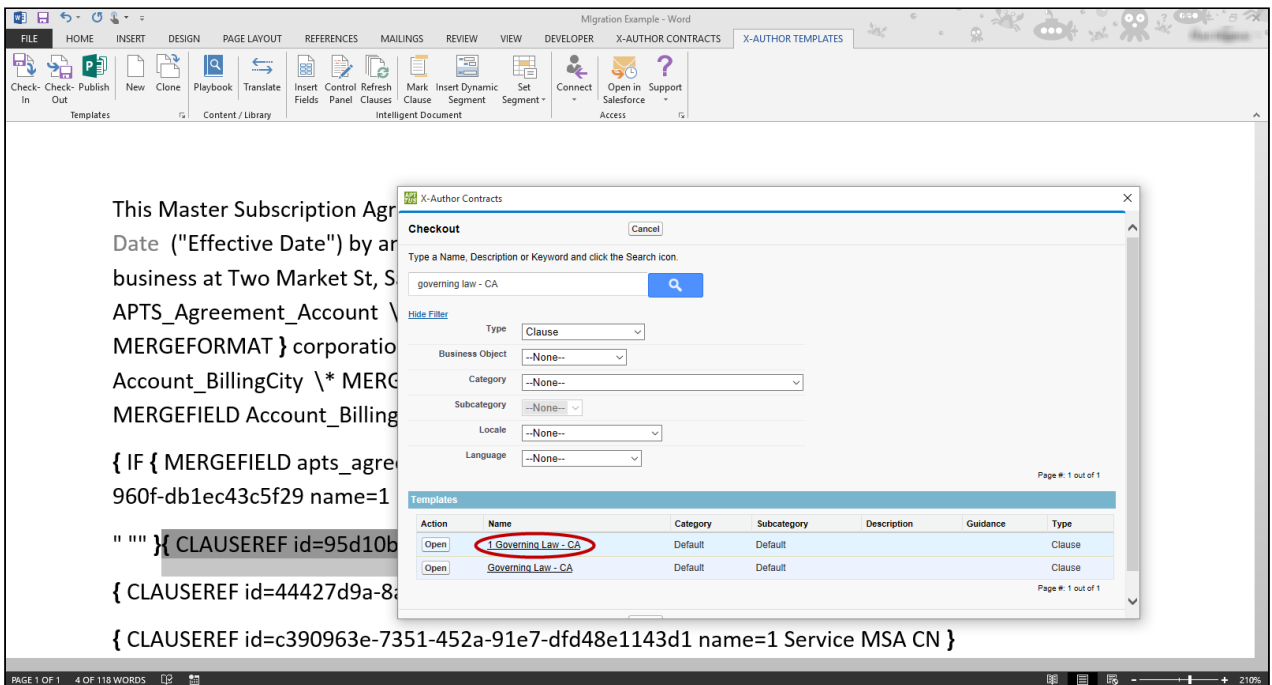 MIgration Example - Word
FILE HOME INSERT DESIGN PAGE LAYOUT REFERENCES MAILINGS REVIEW VIEW DEVELOPER X-AUTHOR CONTRACTS X-AUTHOR TEMPLATES
Check-In Check-Out Publish New Clone Playbook Translate Insert Fields Control Panel Refresh Clauses Mark Clause Insert Dynamic Segment Set Segment Connect Open in Salesforce Support
Templates Content / Library Intelligent Document Access
This Master Subscription Agr
Date ("Effective Date") by an
business at Two Market St, S
APTS_Agreement_Account \
MERGEFORMAT } corporatio
Account_BillingCity \* MERG
MERGEFIELD Account_Billing
{ IF { MERGEFIELD apts_agree
960f-db1ec43c5f29 name=1
" "" }{ CLAUSEREF id=95d10b
{ CLAUSEREF id=44427d9a-8a
{ CLAUSEREF id=c390963e-7351-452a-91e7-dfd48e1143d1 name=1 Service MSA CN }
X-Author Contracts
Checkout Cancel
Type a Name, Description or Keyword and click the Search icon.
governing law - CA
Hide Filter
Type Clause
Business Object --None--
Category --None--
Subcategory --None--
Locale --None--
Language --None--
Page #: 1 out of 1
Templates
Action Name Category Subcategory Description Guidance Type
Open 1 Governing Law - CA Default Default Clause
Open Governing Law - CA Default Default Clause
Page #: 1 out of 1
PAGE 1 OF 1 4 OF 118 WORDS 210%